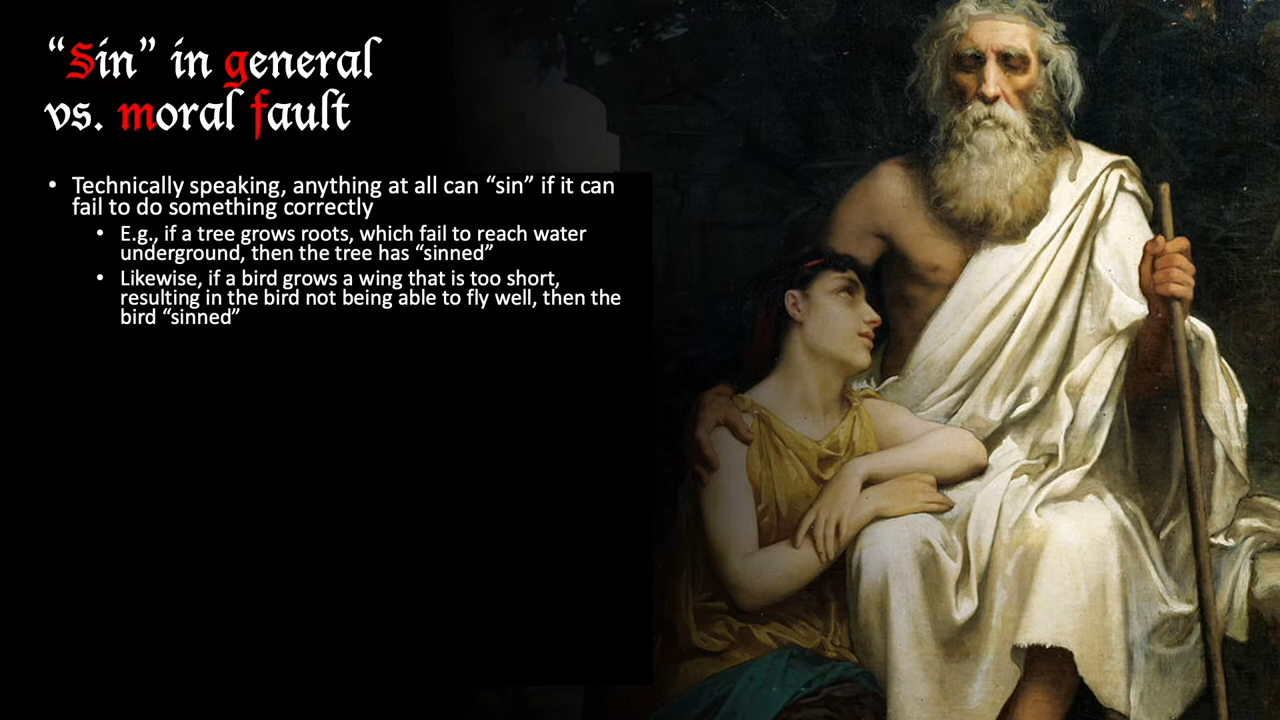 “Sin” in general
vs. moral fault
• Technically speaking, anything at all can “sin” if it can
fail to do something correctly
• E.g., if a tree grows roots, which fail to reach water
underground, then the tree has “sinned”
• Likewise, if a bird grows a wing that is too short,
resulting in the bird not being able to fly well, then the
bird “sinned”